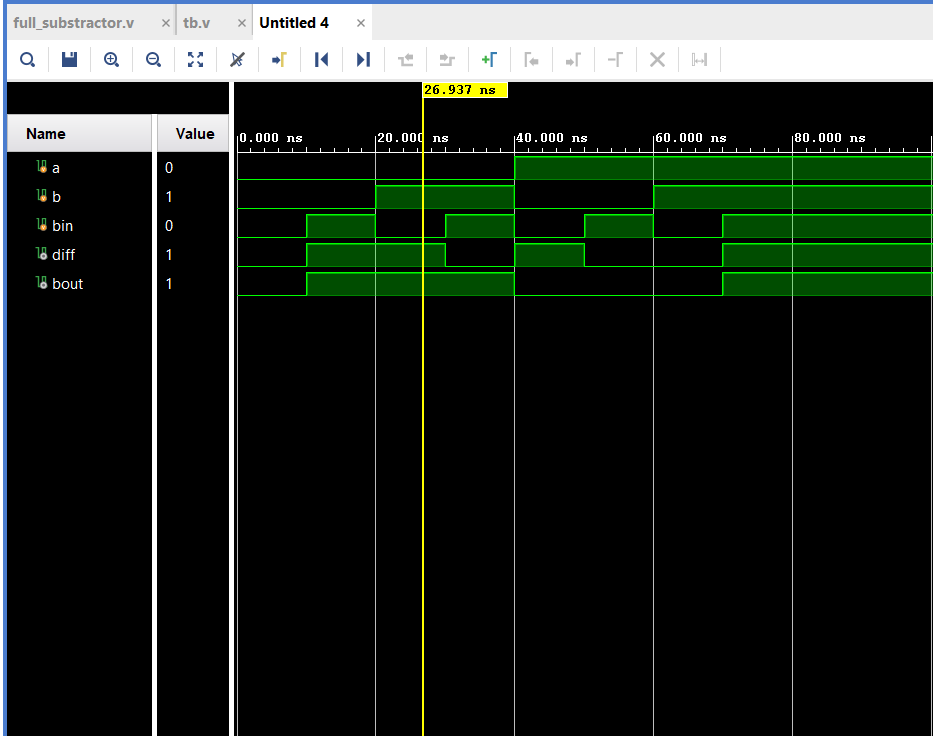 full_substractor.v × tb.v × Untitled 4 ×
26.937 ns
Name Value
0.000 ns 20.000 ns 40.000 ns 60.000 ns 80.000 ns
a 0
b 1
bin 0
diff 1
bout 1